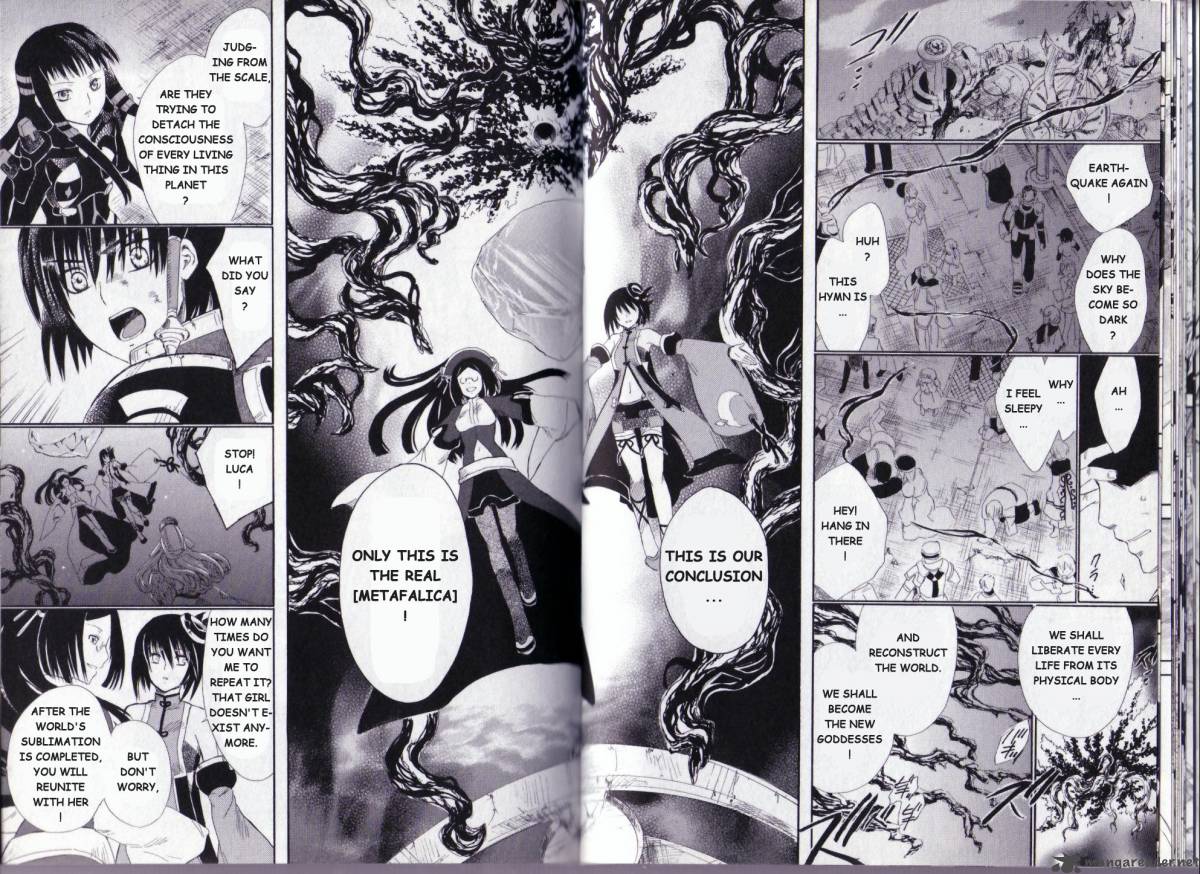 EARTH-
QUAKE AGAIN
!
WHY
DOES THE
SKY BE-
COME SO
DARK
?
HUH
?
THIS
HYMN IS
...
AH
...
WHY
...
I FEEL
SLEEPY
...
HEY!
HANG IN
THERE
!
WE SHALL
LIBERATE EVERY
LIFE FROM ITS
PHYSICAL BODY
...
AND
RECONSTRUCT
THE WORLD.
WE SHALL
BECOME
THE NEW
GODDESSES
!
THIS IS OUR
CONCLUSION
...
ONLY THIS IS
THE REAL
[METAFALICA]
!
JUDG-
ING FROM
THE SCALE,
ARE THEY
TRYING TO
DETACH THE
CONSCIOUSNESS
OF EVERY LIVING
THING IN THIS
PLANET
?
WHAT
DID YOU
SAY
?
STOP!
LUCA
!
HOW MANY
TIMES DO
YOU WANT
ME TO
REPEAT IT?
THAT GIRL
DOESN'T E-
XIST ANY-
MORE.
BUT
DON'T
WORRY,
AFTER THE
WORLD'S
SUBLIMATION
IS COMPLETED,
YOU WILL
REUNITE
WITH HER
!
mangareader.net